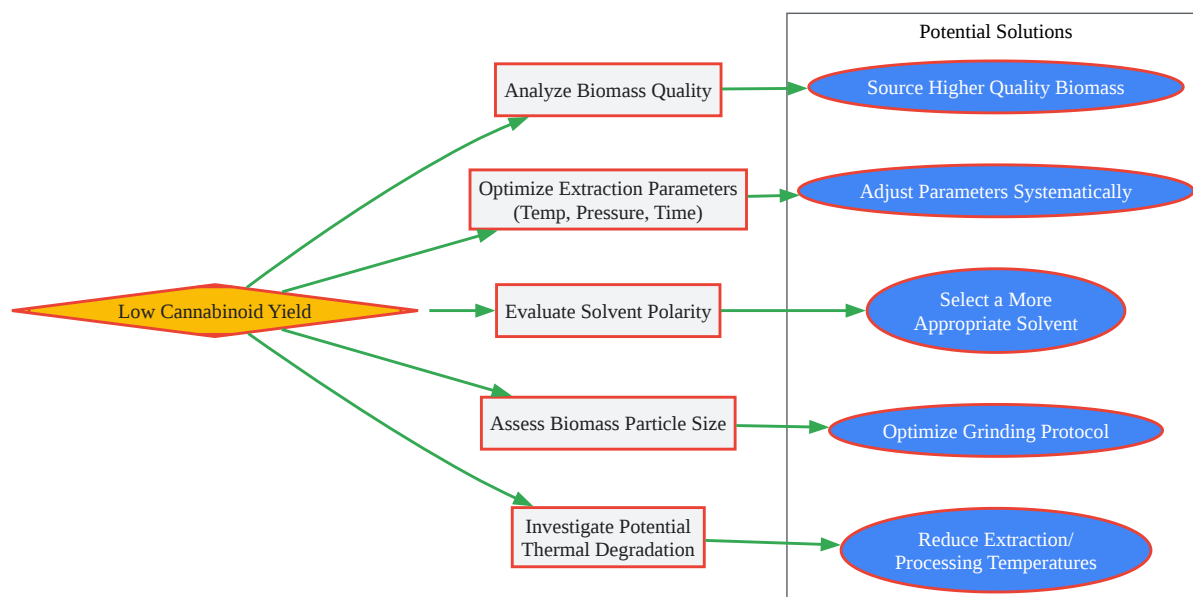 Potential Solutions
Analyze Biomass Quality
Source Higher Quality Biomass
Optimize Extraction Parameters
(Temp, Pressure, Time)
Adjust Parameters Systematically
Low Cannabinoid Yield
Evaluate Solvent Polarity
Select a More
Appropriate Solvent
Assess Biomass Particle Size
Optimize Grinding Protocol
Investigate Potential
Thermal Degradation
Reduce Extraction/
Processing Temperatures